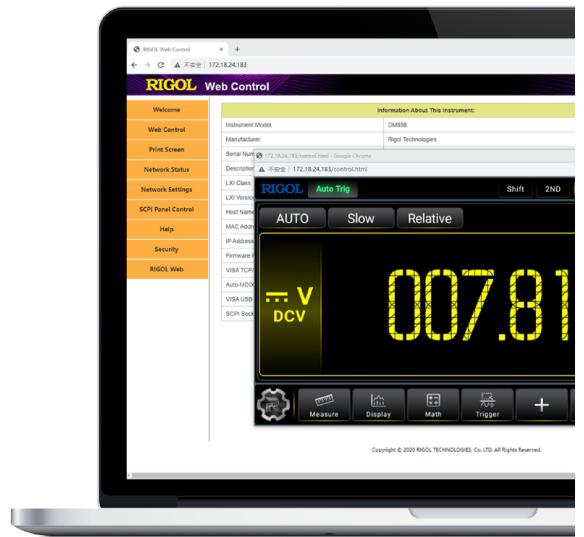 RIGOL Web Control
不安全 | 172.18.24.183
RIGOL Web Control
Welcome
Web Control
Print Screen
Network Status
Network Settings
SCPI Panel Control
Help
Security
RIGOL Web
Information About This Instrument:
Instrument Model DM858
Manufacturer: Rigol Technologies
Serial Num
Descriptor
LXI Class
LXI Version
Host Name
MAC Addr
IP Address
Firmware R
VISA TCP/
Auto-MDIX
VISA USB
SCPI Sock
172.18.24.183/control.html - Google Chrome
不安全 | 172.18.24.183/control.html
RIGOL Auto Trig Shift 2ND
AUTO Slow Relative
V
DCV
007.81
Measure Display Math Trigger
Copyright © 2020 RIGOL TECHNOLOGIES, Co. LTD. All Rights Reserved.